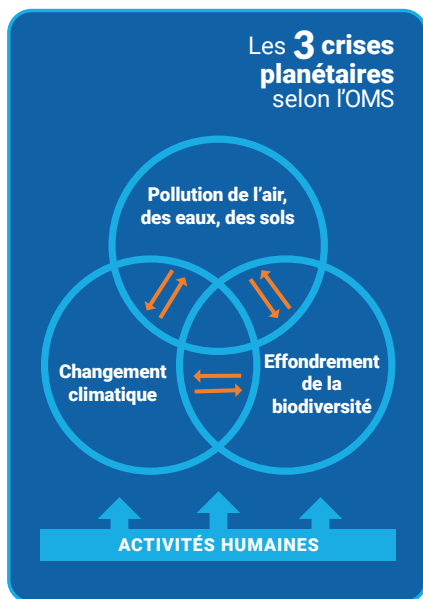 Les 3 crises
planétaires
selon l'OMS
Pollution de l'air,
des eaux, des sols
Changement
climatique
Effondrement
de la
biodiversité
ACTIVITÉS HUMAINES